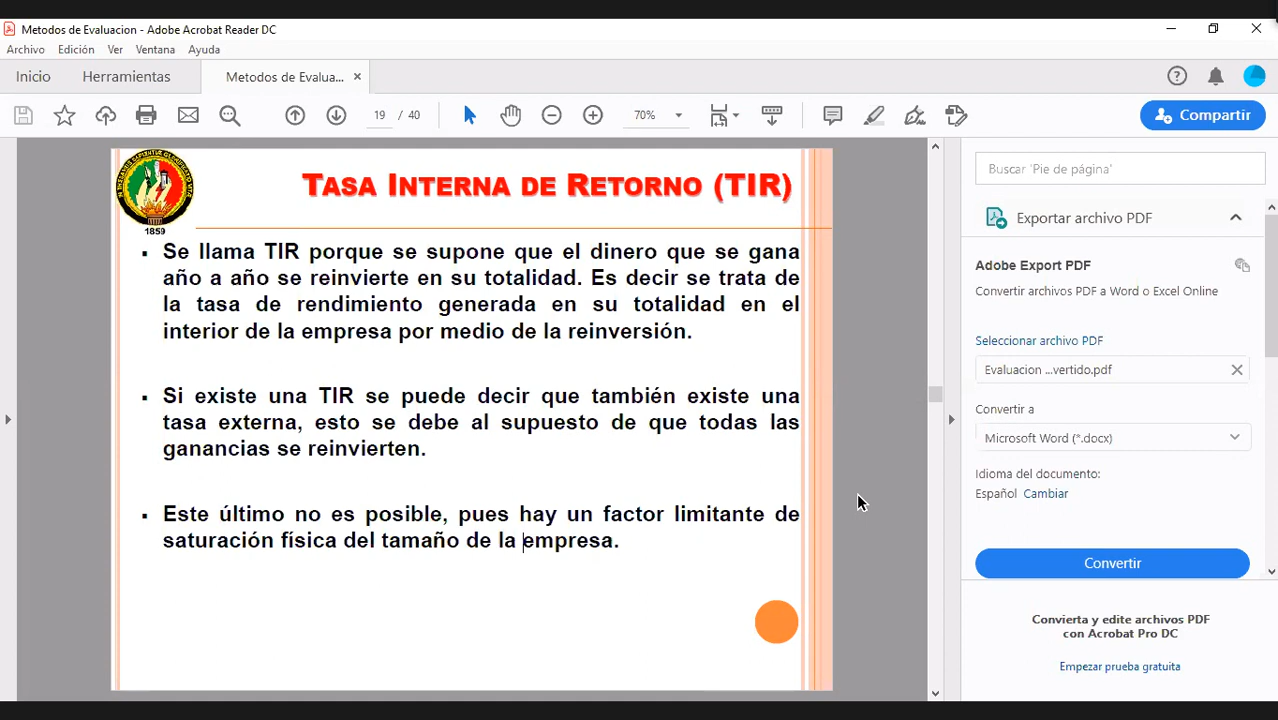 Metodos de Evaluacion - Adobe Acrobat Reader DC
Archivo Edición Ver Ventana Ayuda
Inicio Herramientas Metodos de Evalua... ×
19 / 40 70% Compartir
TASA INTERNA DE RETORNO (TIR)
1859
▪ Se llama TIR porque se supone que el dinero que se gana
año a año se reinvierte en su totalidad. Es decir se trata de
la tasa de rendimiento generada en su totalidad en el
interior de la empresa por medio de la reinversión.
▪ Si existe una TIR se puede decir que también existe una
tasa externa, esto se debe al supuesto de que todas las
ganancias se reinvierten.
▪ Este último no es posible, pues hay un factor limitante de
saturación física del tamaño de la empresa.
Buscar 'Pie de página'
Exportar archivo PDF
Adobe Export PDF
Convertir archivos PDF a Word o Excel Online
Seleccionar archivo PDF
Evaluacion ...vertido.pdf
Convertir a
Microsoft Word (*.docx)
Idioma del documento:
Español Cambiar
Convertir
Convierta y edite archivos PDF
con Acrobat Pro DC
Empezar prueba gratuita